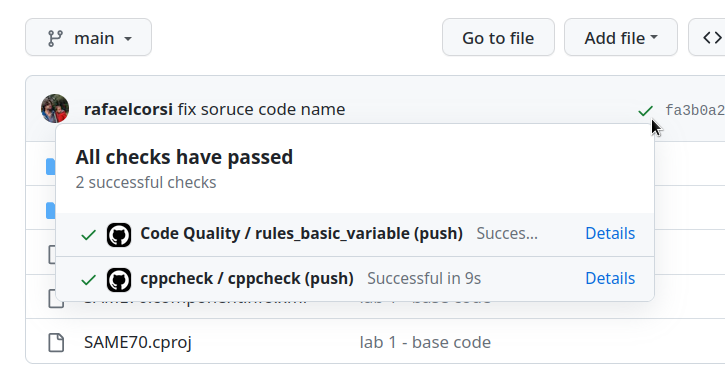 main
Go to file
Add file
<>
rafaelcorsi fix soruce code name
fa3b0a2
All checks have passed
2 successful checks
Code Quality / rules_basic_variable (push) Succes... Details
cppcheck / cppcheck (push) Successful in 9s Details
lab 1 - base code
SAME70.cproj lab 1 - base code